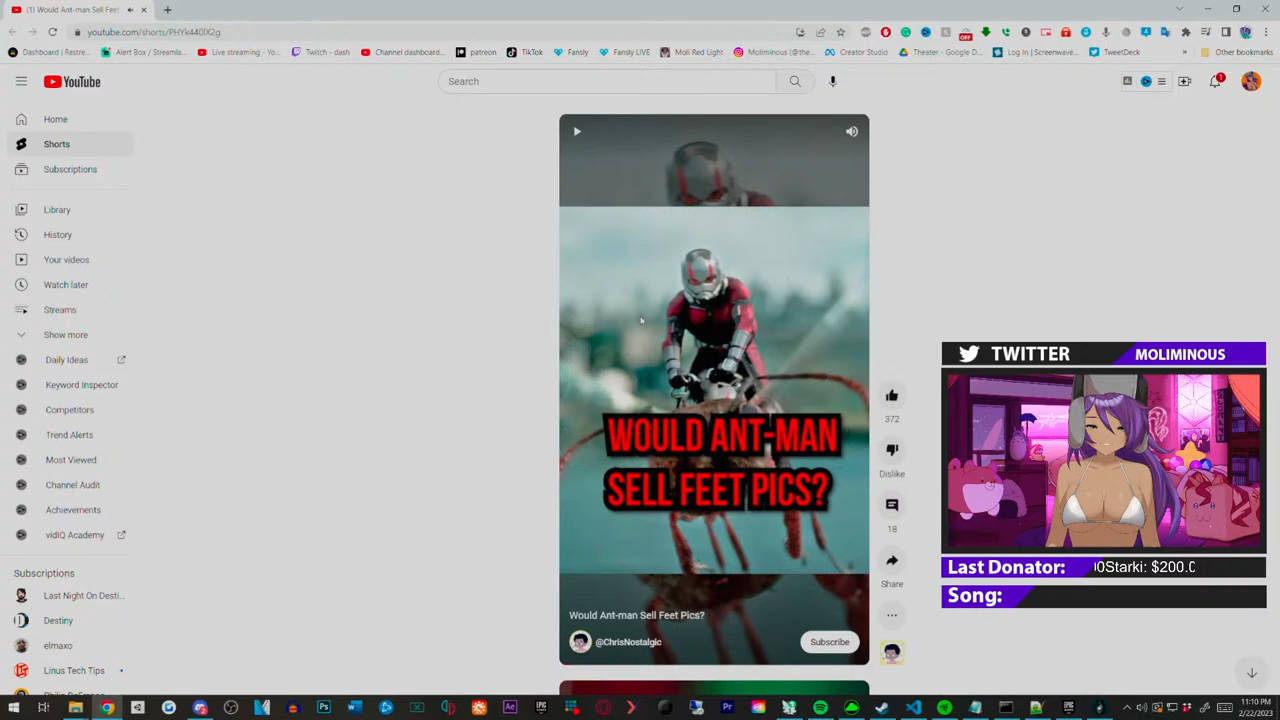 (1) Would Ant-man Sell Feet
youtube.com/shorts/PHYk440lX2g
Dashboard | Restre...
Alert Box / Streamla...
Live streaming - Yo...
Twitch - dash
Channel dashboard...
patreon
TikTok
Fansly
Fansly LIVE
Moli Red Light
Moliminous (@the...
Creator Studio
Theater - Google D...
Log In | Screenwave...
TweetDeck
Other bookmarks
YouTube
Search
1
Home
Shorts
Subscriptions
Library
History
Your videos
Watch later
Streams
Show more
Daily Ideas
Keyword Inspector
Competitors
Trend Alerts
Most Viewed
Channel Audit
Achievements
vidIQ Academy
Subscriptions
Last Night On Desti...
Destiny
elmaxo
Linus Tech Tips
WOULD ANT-MAN
SELL FEET PICS?
Would Ant-man Sell Feet Pics?
@ChrisNostalgic
Subscribe
372
Dislike
18
Share
TWITTER
MOLIMINOUS
Last Donator:
0Starki: $200.0
Song:
11:10 PM
2/22/2023